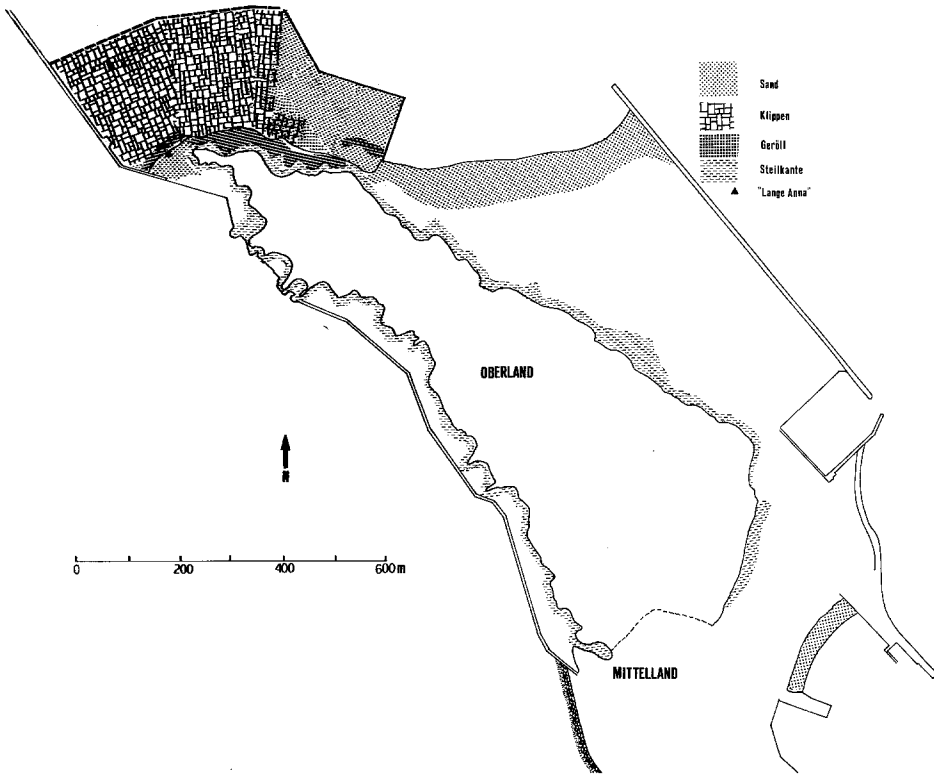 Sand
Klippen
Geröll
Steilkante
"Lange Anna"
OBERLAND
N
0 200 400 600 m
MITTELLAND